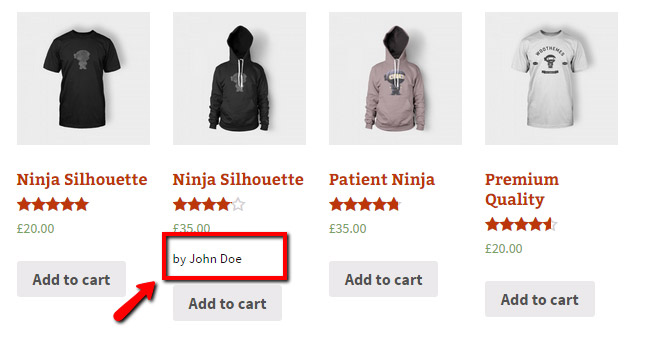 WOOTHEMES
Ninja Silhouette
£20.00
Add to cart
Ninja Silhouette
£35.00
by John Doe
Add to cart
Patient Ninja
£35.00
Add to cart
Premium
Quality
£20.00
Add to cart